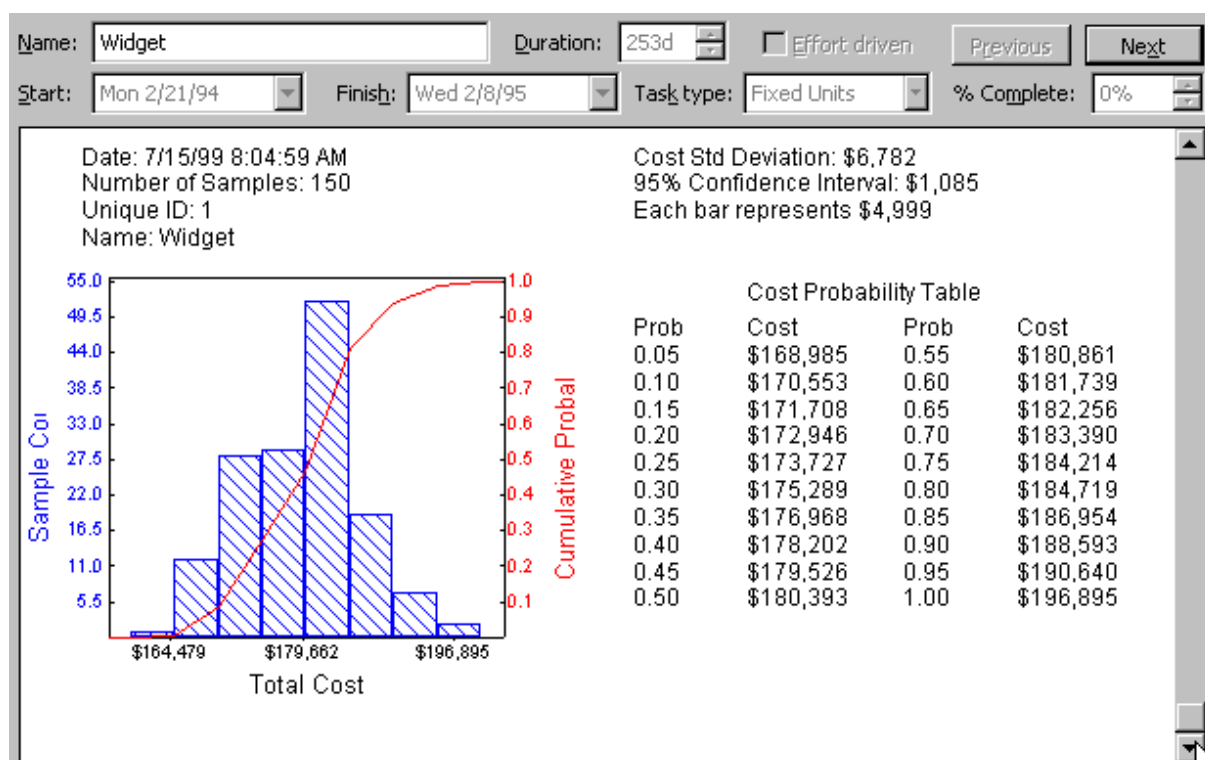 Name: Widget Duration: 253d Effort driven Previous Next
Start: Mon 2/21/94 Finish: Wed 2/8/95 Task type: Fixed Units % Complete: 0%
Date: 7/15/99 8:04:59 AM
Number of Samples: 150
Unique ID: 1
Name: Widget
Cost Std Deviation: $6,782
95% Confidence Interval: $1,085
Each bar represents $4,999
Sample Cou
55.0
49.5
44.0
38.5
33.0
27.5
22.0
16.5
11.0
5.5
1.0
0.9
0.8
0.7
0.6
0.5
0.4
0.3
0.2
0.1
Cumulative Probal
$164,479 $179,662 $196,895
Total Cost
Cost Probability Table
Prob Cost Prob Cost
0.05 $168,985 0.55 $180,861
0.10 $170,553 0.60 $181,739
0.15 $171,708 0.65 $182,256
0.20 $172,946 0.70 $183,390
0.25 $173,727 0.75 $184,214
0.30 $175,289 0.80 $184,719
0.35 $176,968 0.85 $186,954
0.40 $178,202 0.90 $188,593
0.45 $179,526 0.95 $190,640
0.50 $180,393 1.00 $196,895